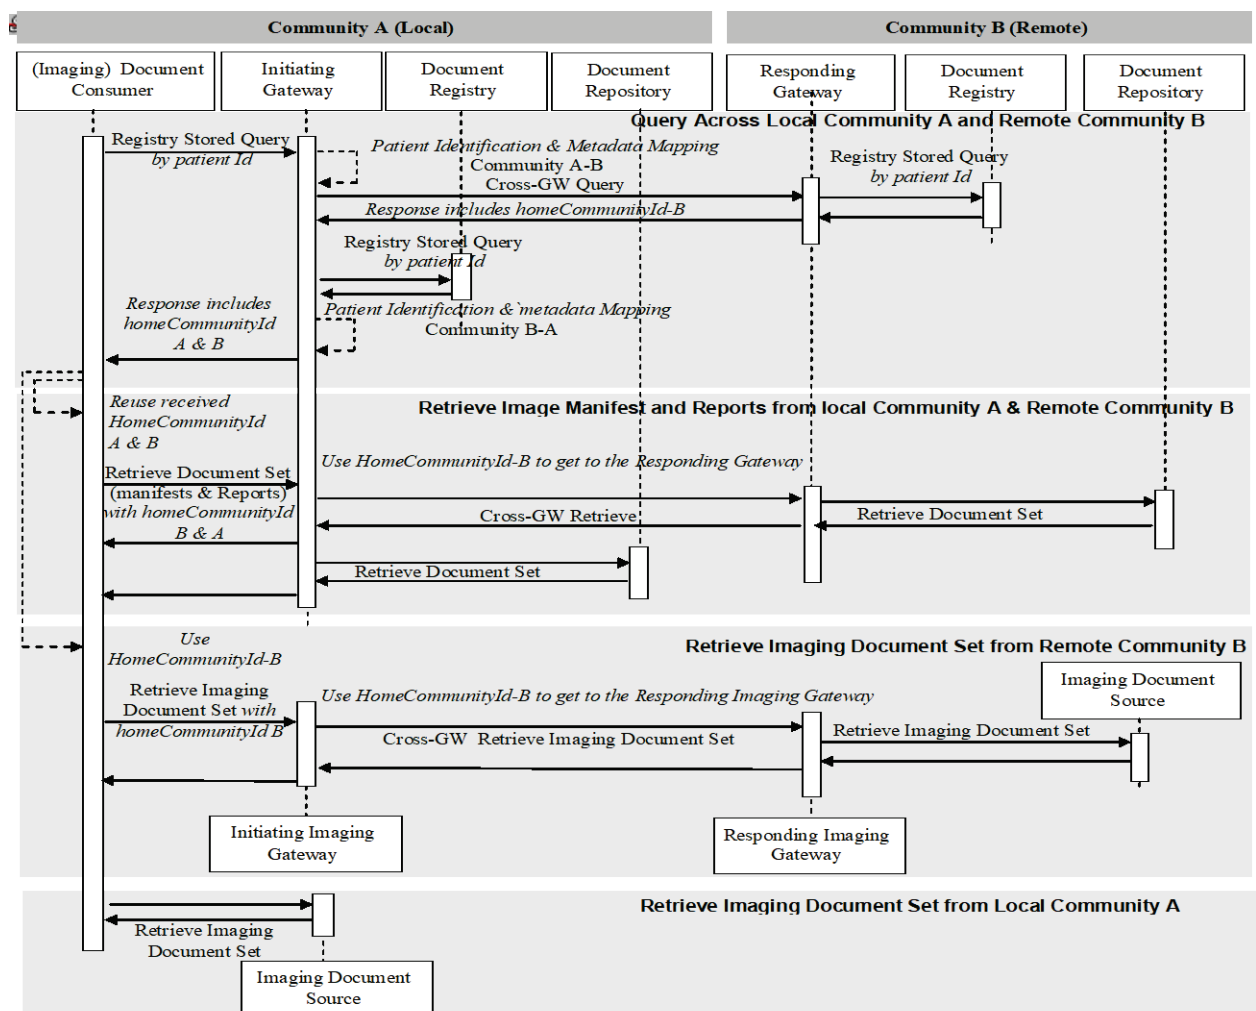 Community A (Local)
Community B (Remote)
(Imaging) Document
Consumer
Initiating
Gateway
Document
Registry
Document
Repository
Responding
Gateway
Document
Registry
Document
Repository
Query Across Local Community A and Remote Community B
Registry Stored Query
by patient Id
Patient Identification & Metadata Mapping
Community A-B
Cross-GW Query
Registry Stored Query
by patient Id
Response includes homeCommunityId-B
Registry Stored Query
by patient Id
Response includes
homeCommunityId
A & B
Patient Identification &`metadata Mapping
Community B-A
Retrieve Image Manifest and Reports from local Community A & Remote Community B
Reuse received
HomeCommunityId
A & B
Use HomeCommunityId-B to get to the Responding Gateway
Retrieve Document Set
(manifests & Reports)
with homeCommunityId
B & A
Cross-GW Retrieve
Retrieve Document Set
Retrieve Document Set
Retrieve Imaging Document Set from Remote Community B
Use
HomeCommunityId-B
Imaging Document
Source
Retrieve Imaging
Document Set with
homeCommunityId B
Use HomeCommunityId-B to get to the Responding Imaging Gateway
Cross-GW Retrieve Imaging Document Set
Retrieve Imaging Document Set
Initiating Imaging
Gateway
Responding Imaging
Gateway
Retrieve Imaging Document Set from Local Community A
Retrieve Imaging
Document Set
Imaging Document
Source